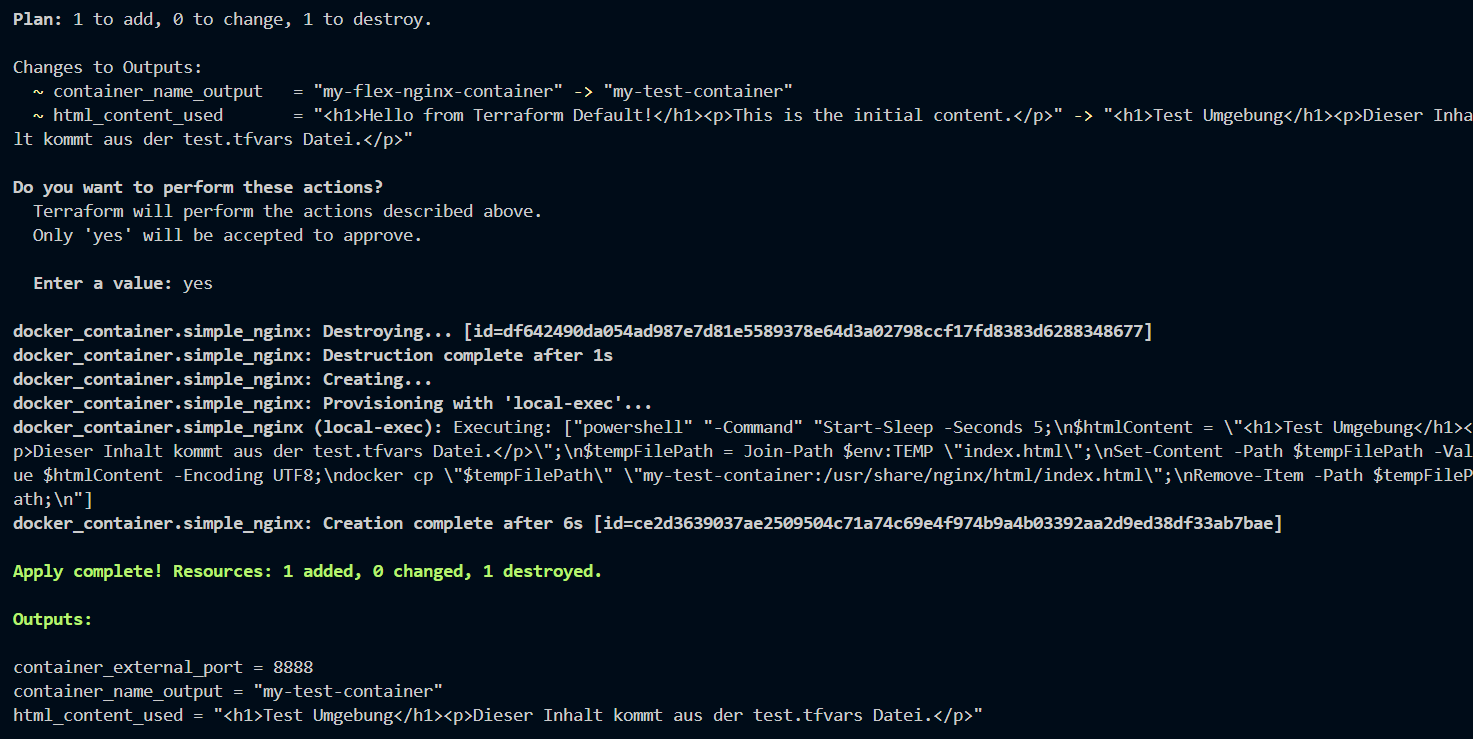 Plan: 1 to add, 0 to change, 1 to destroy.
Changes to Outputs:
~ container_name_output   = "my-flex-nginx-container" -> "my-test-container"
~ html_content_used       = "<h1>Hello from Terraform Default!</h1><p>This is the initial content.</p>" -> "<h1>Test Umgebung</h1><p>Dieser Inha
lt kommt aus der test.tfvars Datei.</p>"
Do you want to perform these actions?
Terraform will perform the actions described above.
Only 'yes' will be accepted to approve.
Enter a value: yes
docker_container.simple_nginx: Destroying... [id=df642490da054ad987e7d81e5589378e64d3a02798ccf17fd8383d6288348677]
docker_container.simple_nginx: Destruction complete after 1s
docker_container.simple_nginx: Creating...
docker_container.simple_nginx: Provisioning with 'local-exec'...
docker_container.simple_nginx (local-exec): Executing: ["powershell" "-Command" "Start-Sleep -Seconds 5;\n$htmlContent = \"<h1>Test Umgebung</h1><
p>Dieser Inhalt kommt aus der test.tfvars Datei.</p>\";\n$tempFilePath = Join-Path $env:TEMP \"index.html\";\nSet-Content -Path $tempFilePath -Val
ue $htmlContent -Encoding UTF8;\ndocker cp \"$tempFilePath\" \"my-test-container:/usr/share/nginx/html/index.html\";\nRemove-Item -Path $tempFileP
ath;\n"]
docker_container.simple_nginx: Creation complete after 6s [id=ce2d3639037ae2509504c71a74c69e4f974b9a4b03392aa2d9ed38df33ab7bae]
Apply complete! Resources: 1 added, 0 changed, 1 destroyed.
Outputs:
container_external_port = 8888
container_name_output = "my-test-container"
html_content_used = "<h1>Test Umgebung</h1><p>Dieser Inhalt kommt aus der test.tfvars Datei.</p>"